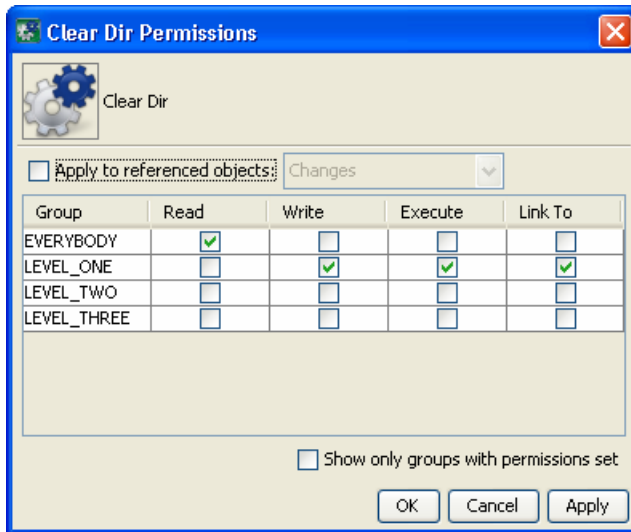 Clear Dir Permissions
Clear Dir
Apply to referenced objects: Changes
Group Read Write Execute Link To
EVERYBODY
LEVEL_ONE
LEVEL_TWO
LEVEL_THREE
Show only groups with permissions set
OK Cancel Apply